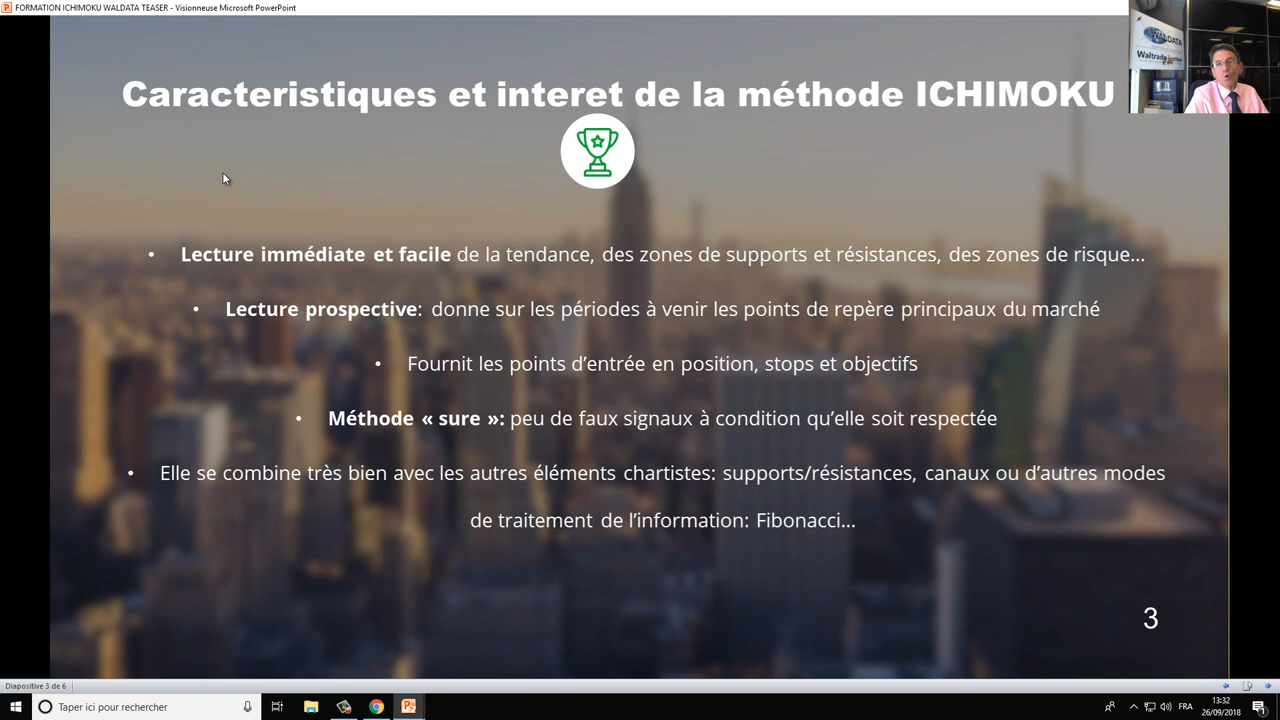 FORMATION ICHIMOKU WALDATA TEASER - Visionneuse Microsoft PowerPoint
WALDATA
Caracteristiques et interet de la méthode ICHIMOKU
• Lecture immédiate et facile de la tendance, des zones de supports et résistances, des zones de risque...
• Lecture prospective: donne sur les périodes à venir les points de repère principaux du marché
• Fournit les points d’entrée en position, stops et objectifs
• Méthode « sure »: peu de faux signaux à condition qu’elle soit respectée
• Elle se combine très bien avec les autres éléments chartistes: supports/résistances, canaux ou d’autres modes
de traitement de l’information: Fibonacci...
3
Diapositive 3 de 6
Taper ici pour rechercher
FRA
13:32
26/09/2018
1